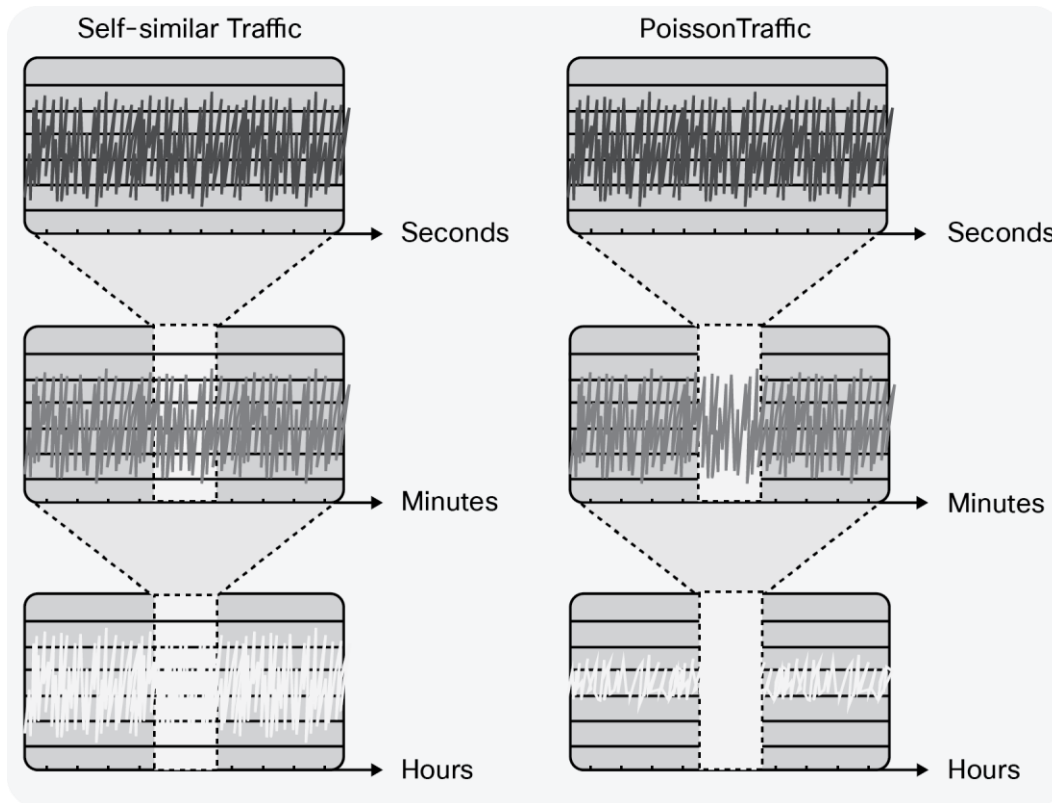 Self-similar Traffic
PoissonTraffic
Seconds
Seconds
Minutes
Minutes
Hours
Hours